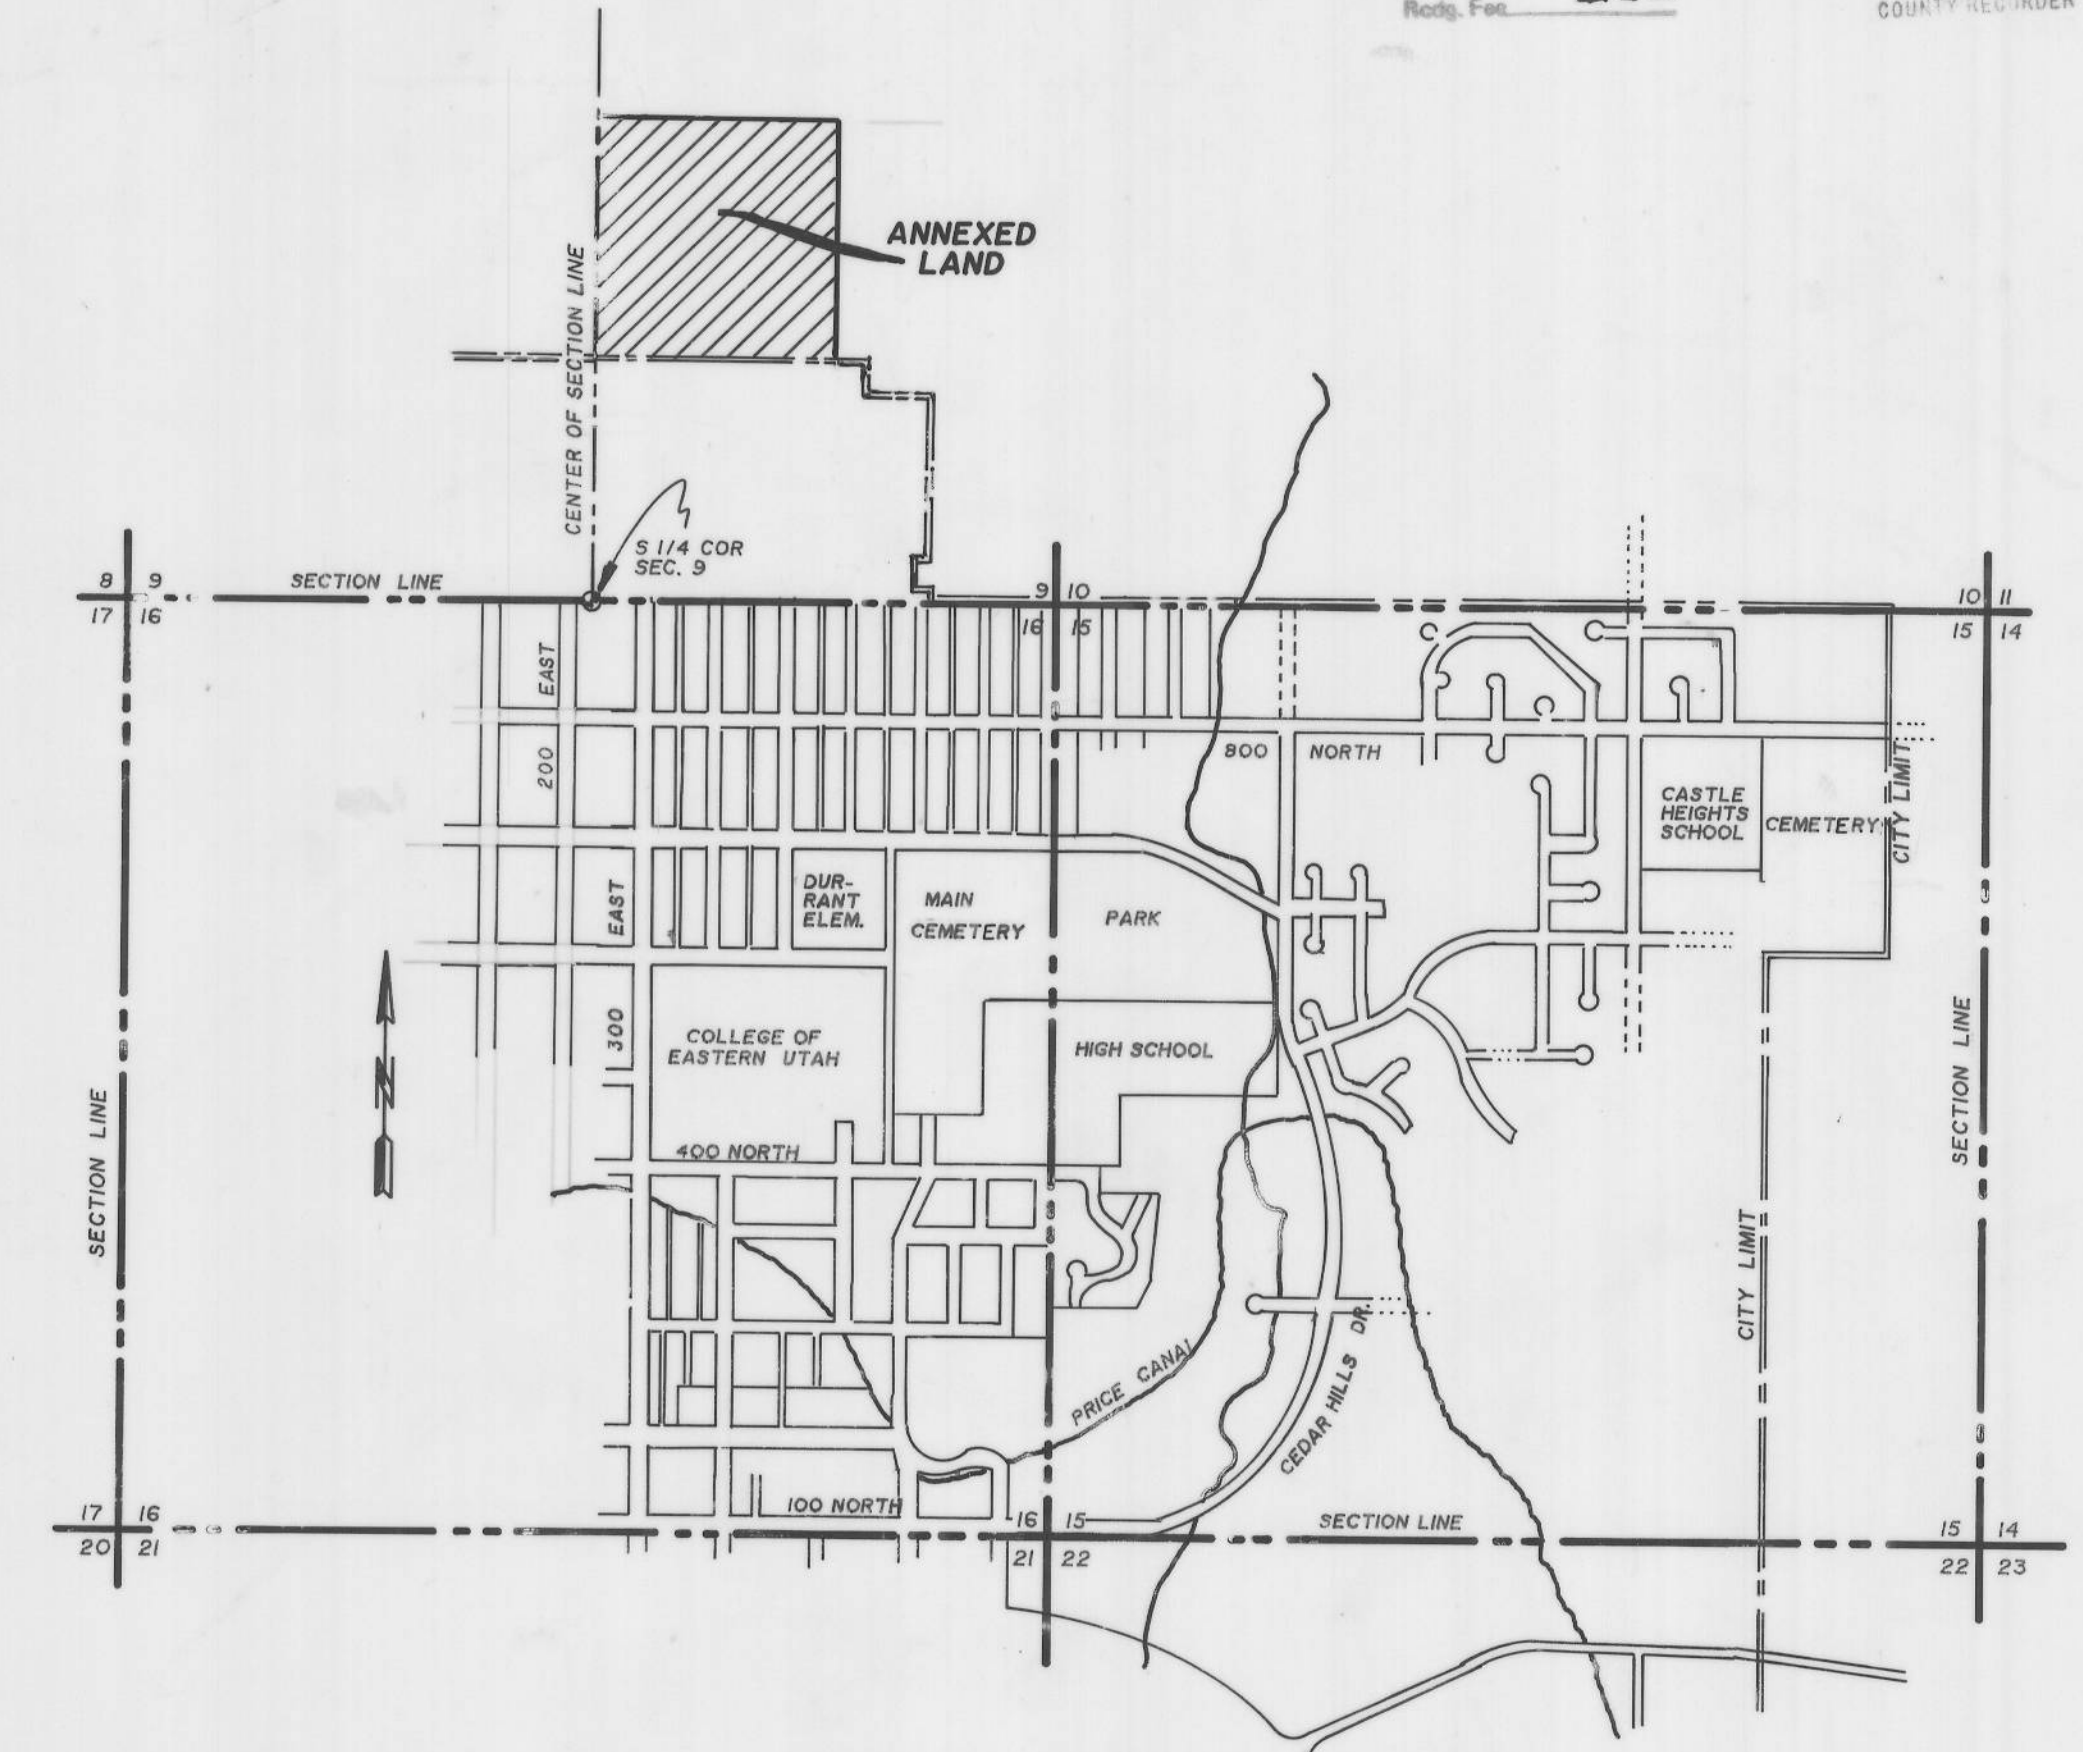 Rcdg. Fee
COUNTY RECORDER
ANNEXED
LAND
CENTER OF SECTION LINE
S 1/4 COR
SEC. 9
8 9
17 16
SECTION LINE
9 10
16 15
10 11
15 14
200 EAST
800 NORTH
CASTLE
HEIGHTS
SCHOOL
CEMETERY
CITY LIMIT
DUR-
RANT
ELEM.
MAIN
CEMETERY
PARK
300 EAST
N
COLLEGE OF
EASTERN UTAH
HIGH SCHOOL
SECTION LINE
SECTION LINE
400 NORTH
CITY LIMIT
PRICE CANAL
CEDAR HILLS DR.
100 NORTH
17 16
20 21
16 15
21 22
SECTION LINE
15 14
22 23